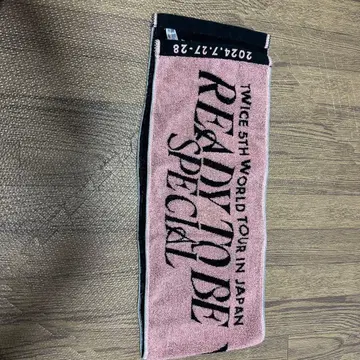 2024.7.27-28
TWICE 5TH WORLD TOUR IN JAPAN
READY TO BE
SPECIAL